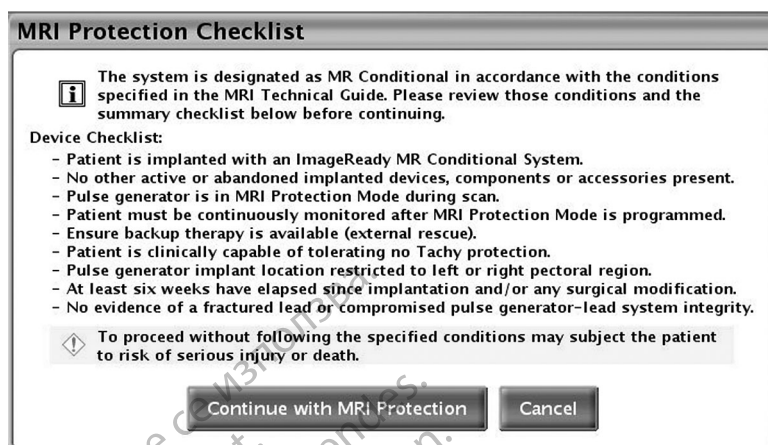 MRI Protection Checklist
The system is designated as MR Conditional in accordance with the conditions
specified in the MRI Technical Guide. Please review those conditions and the
summary checklist below before continuing.
Device Checklist:
- Patient is implanted with an ImageReady MR Conditional System.
- No other active or abandoned implanted devices, components or accessories present.
- Pulse generator is in MRI Protection Mode during scan.
- Patient must be continuously monitored after MRI Protection Mode is programmed.
- Ensure backup therapy is available (external rescue).
- Patient is clinically capable of tolerating no Tachy protection.
- Pulse generator implant location restricted to left or right pectoral region.
- At least six weeks have elapsed since implantation and/or any surgical modification.
- No evidence of a fractured lead or compromised pulse generator-lead system integrity.
To proceed without following the specified conditions may subject the patient
to risk of serious injury or death.
Continue with MRI Protection
Cancel